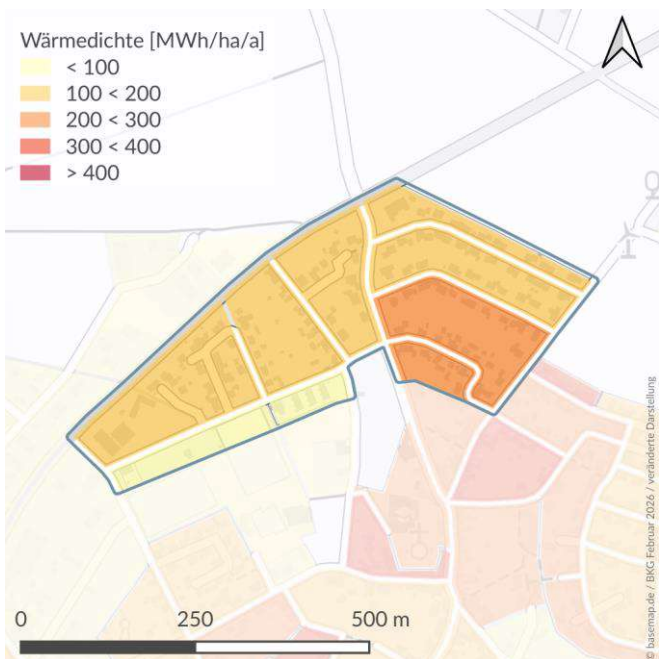 Wärmedichte [MWh/ha/a]
< 100
100 < 200
200 < 300
300 < 400
> 400
© basemap.de / BKG Februar 2026 / veränderte Darstellung
0 250 500 m